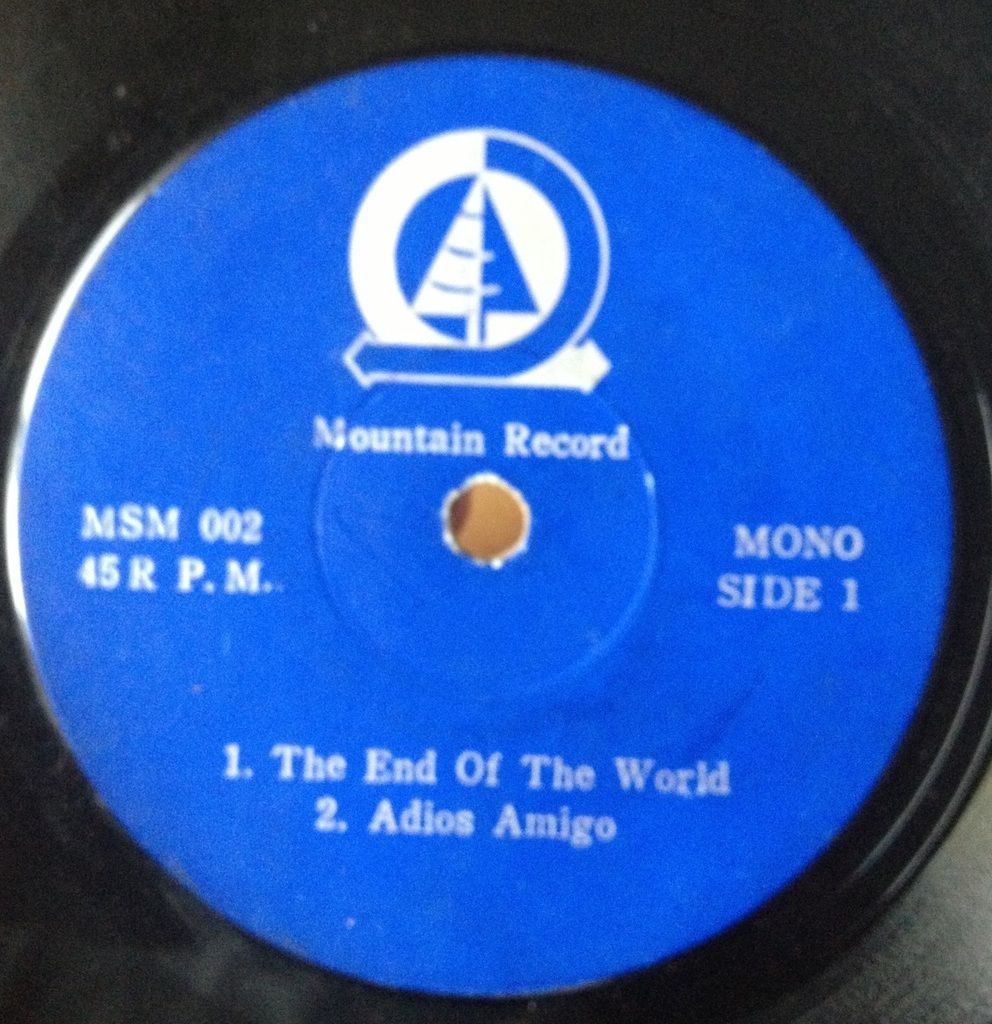 Mountain Record
MSM 002
45 R P. M.
MONO
SIDE 1
1. The End Of The World
2. Adios Amigo